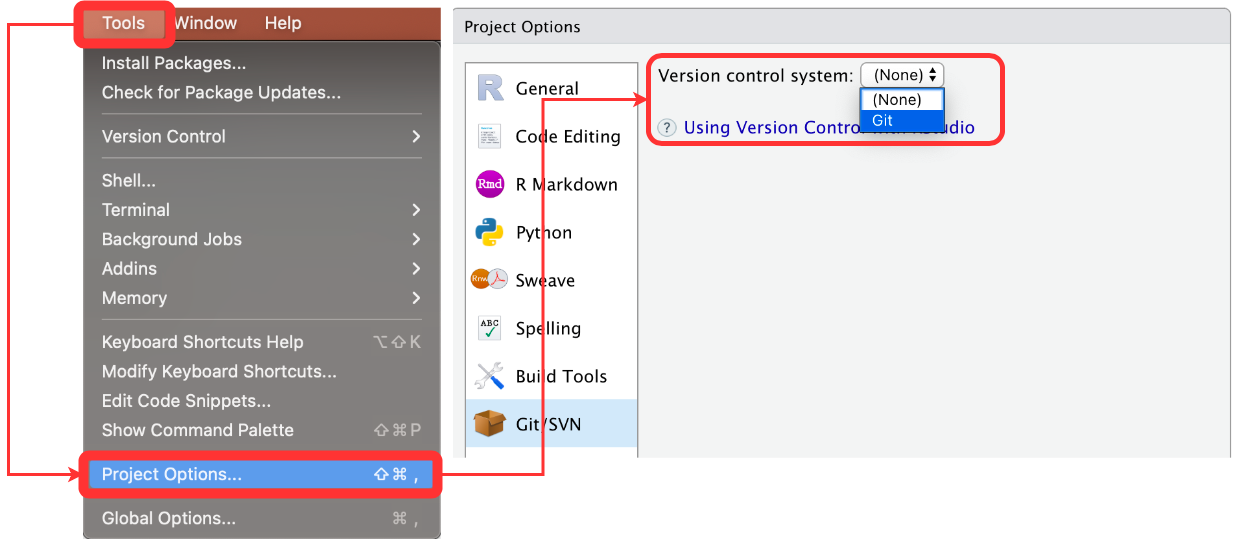 Tools Window Help
Install Packages...
Check for Package Updates...
Version Control
Shell...
Terminal
Background Jobs
Addins
Memory
Keyboard Shortcuts Help ⌥⇧K
Modify Keyboard Shortcuts...
Edit Code Snippets...
Show Command Palette ⇧⌘P
Project Options... ⇧⌘,
Global Options... ⌘,
Project Options
R General
Code Editing
Rmd R Markdown
Python
Rnw Sweave
ABC Spelling
Build Tools
Git/SVN
Version control system: (None)
(None)
Git
? Using Version Control with RStudio